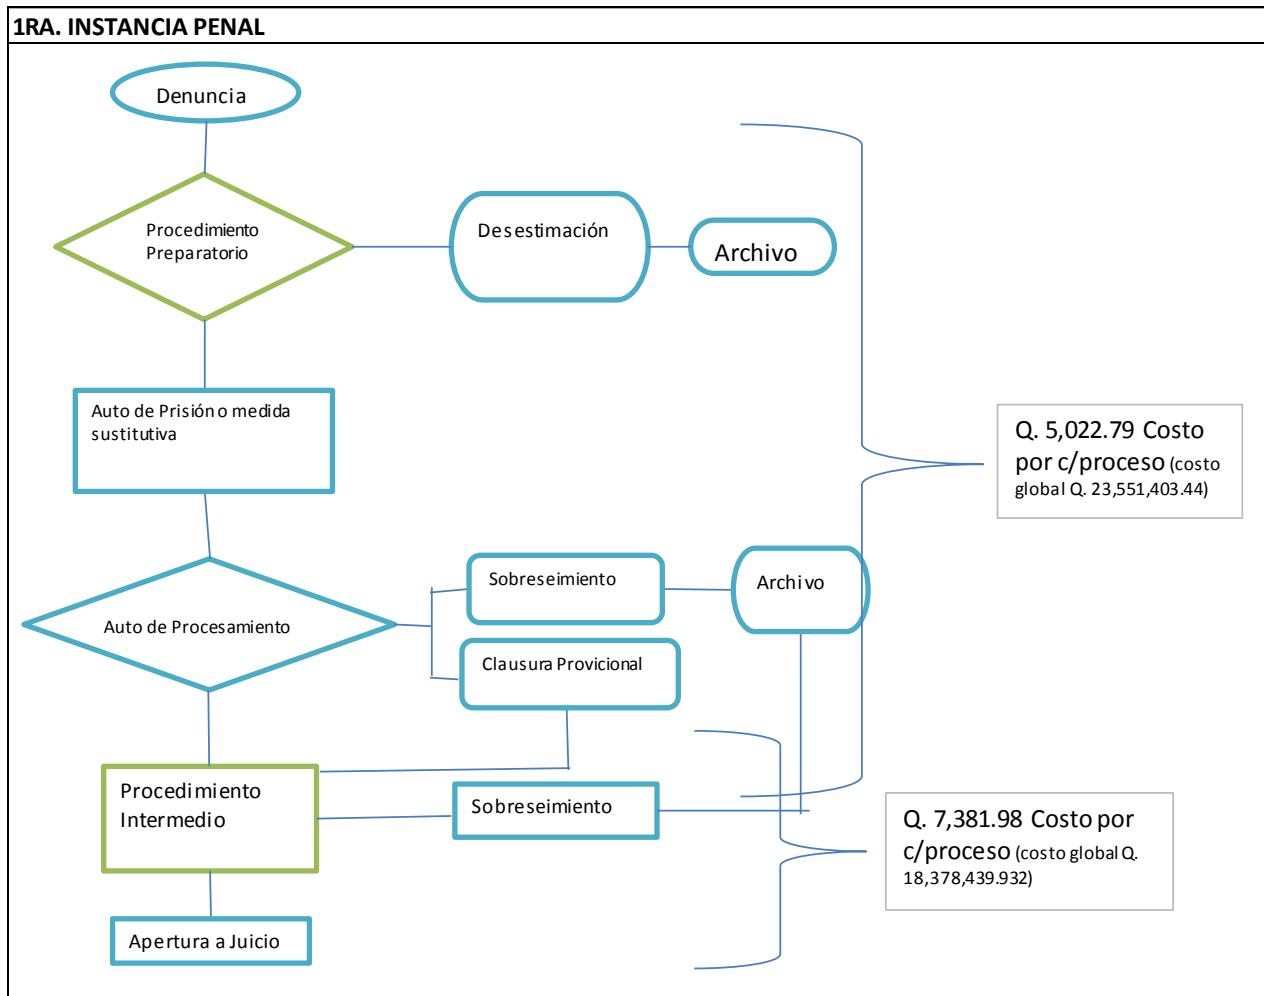 1RA. INSTANCIA PENAL
Denuncia
Procedimiento
Preparatorio
Desestimación
Archivo
Auto de Prisión o medida
sustitutiva
Q. 5,022.79 Costo
por c/proceso (costo
global Q. 23,551,403.44)
Auto de Procesamiento
Sobreseimiento
Archivo
Clausura Provicional
Procedimiento
Intermedio
Sobreseimiento
Q. 7,381.98 Costo por
c/proceso (costo global Q.
18,378,439.932)
Apertura a Juicio